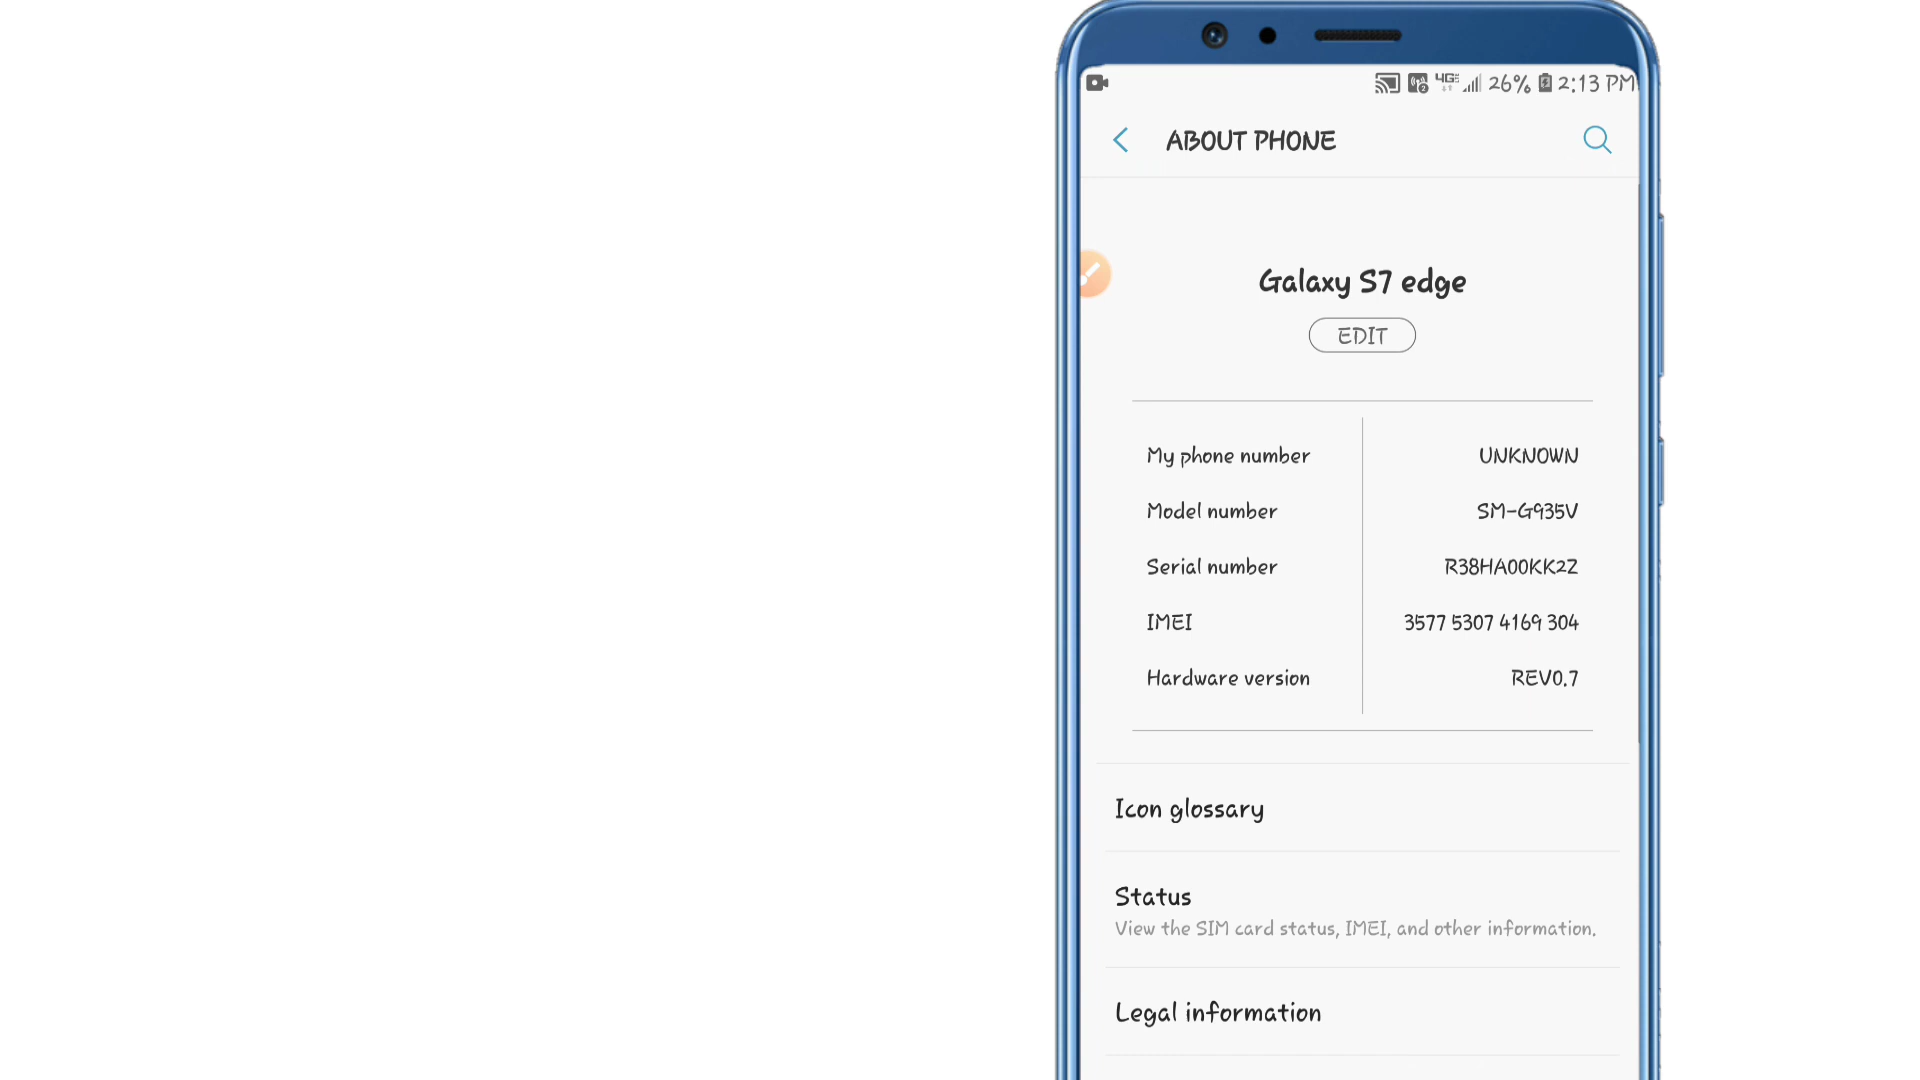 4G 26% 2:13 PM
ABOUT PHONE
Galaxy S7 edge
EDIT
My phone number UNKNOWN
Model number SM-G935V
Serial number R38HA00KK2Z
IMEI 3577 5307 4169 304
Hardware version REV0.7
Icon glossary
Status
View the SIM card status, IMEI, and other information.
Legal information